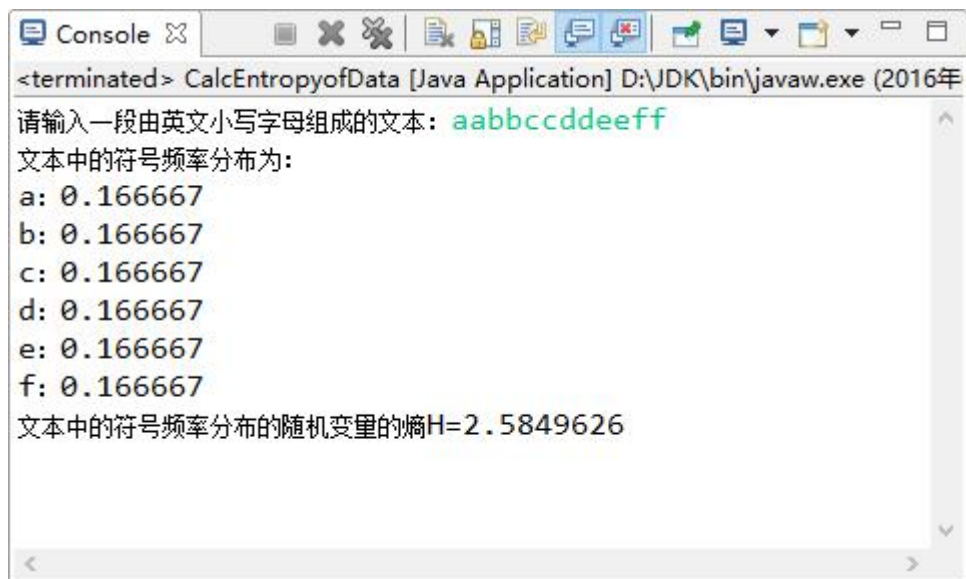 Console
<terminated> CalcEntropyofData [Java Application] D:\JDK\bin\javaw.exe (2016年
请输入一段由英文小写字母组成的文本：aabbccddeeff
文本中的符号频率分布为：
a：0.166667
b：0.166667
c：0.166667
d：0.166667
e：0.166667
f：0.166667
文本中的符号频率分布的随机变量的熵H=2.5849626